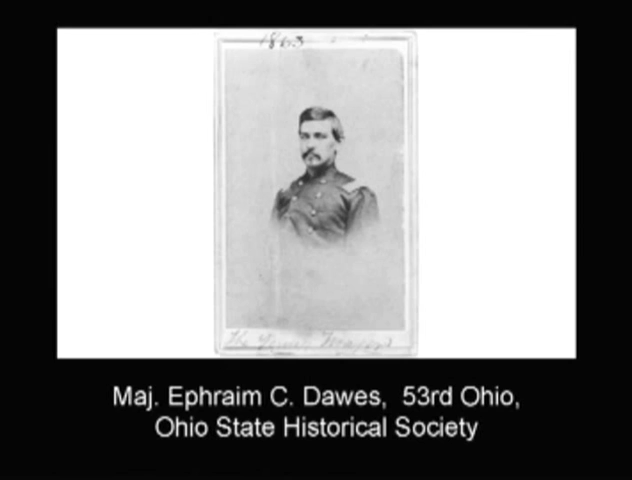 1863
Maj. Ephraim C. Dawes, 53rd Ohio,
Ohio State Historical Society